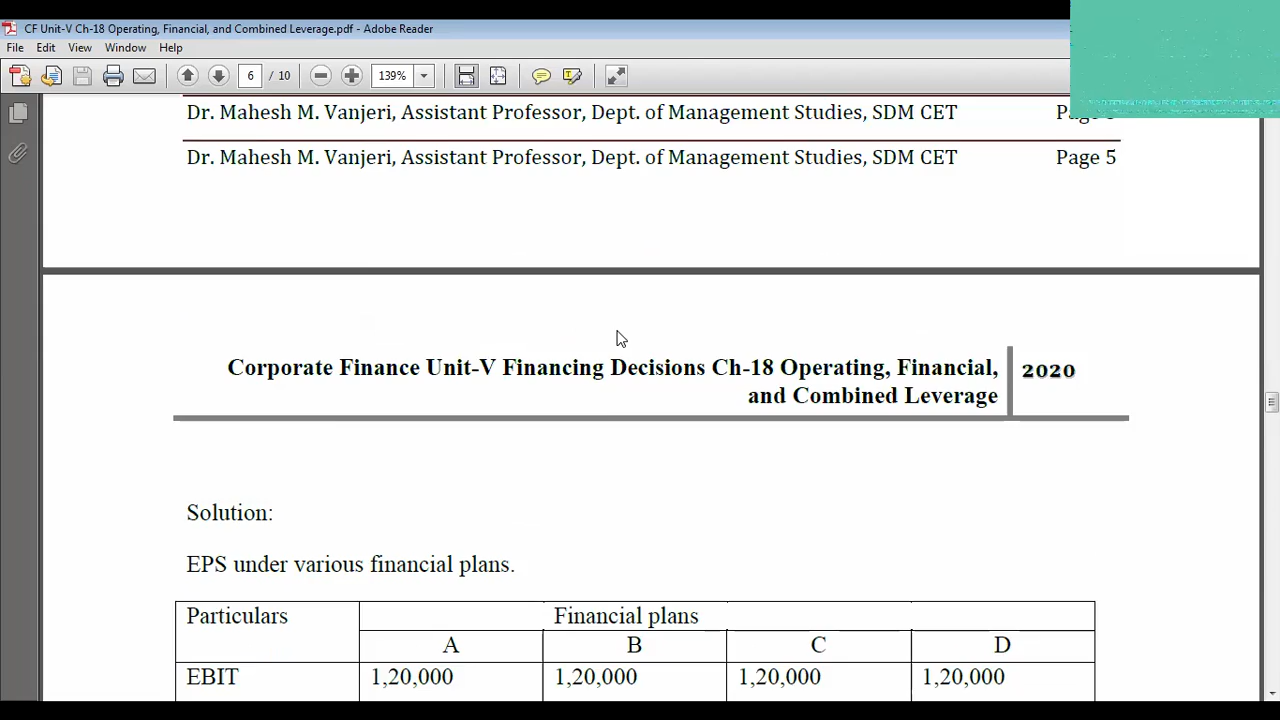 CF Unit-V Ch-18 Operating, Financial, and Combined Leverage.pdf - Adobe Reader
File Edit View Window Help
6 / 10 139%
Dr. Mahesh M. Vanjeri, Assistant Professor, Dept. of Management Studies, SDM CET Page
Dr. Mahesh M. Vanjeri, Assistant Professor, Dept. of Management Studies, SDM CET Page 5
Corporate Finance Unit-V Financing Decisions Ch-18 Operating, Financial, 2020
and Combined Leverage
Solution:
EPS under various financial plans.
Particulars Financial plans
A B C D
EBIT 1,20,000 1,20,000 1,20,000 1,20,000